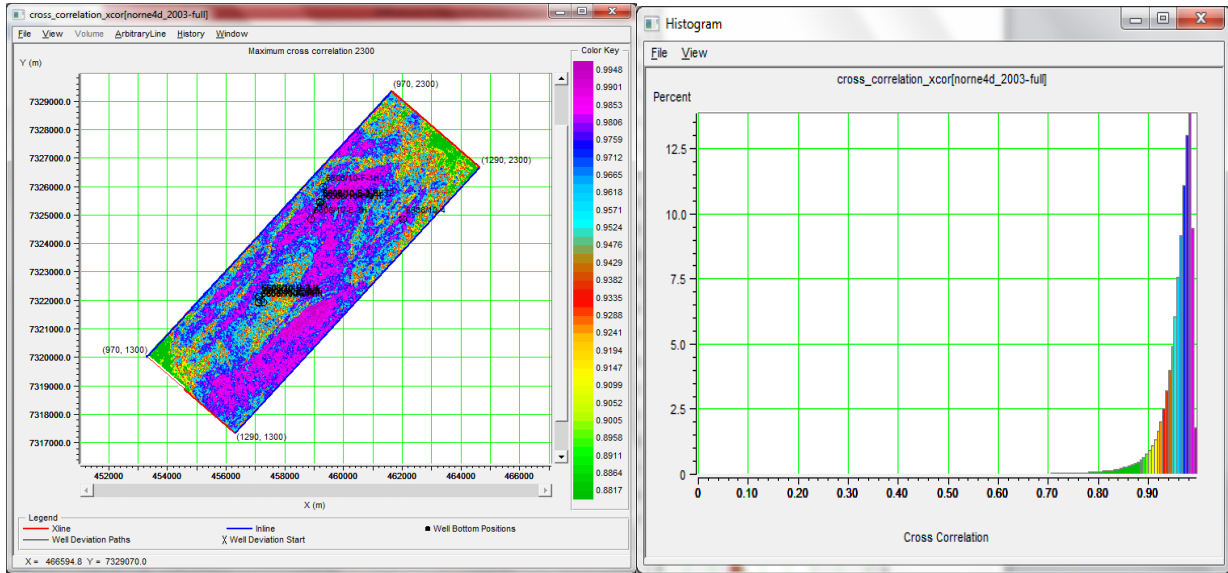 cross_correlation_xcor[norne4d_2003-full]
File View Volume ArbitraryLine History Window
Maximum cross correlation 2300
Y (m)
Color Key
7329000.0
7328000.0
7327000.0
7326000.0
7325000.0
7324000.0
7323000.0
7322000.0
7321000.0
7320000.0
7319000.0
7318000.0
7317000.0
(970, 2300)
(1290, 2300)
(970, 1300)
(1290, 1300)
0.9948
0.9901
0.9853
0.9806
0.9759
0.9712
0.9665
0.9618
0.9571
0.9524
0.9476
0.9429
0.9382
0.9335
0.9288
0.9241
0.9194
0.9147
0.9099
0.9052
0.9005
0.8958
0.8911
0.8864
0.8817
452000 454000 456000 458000 460000 462000 464000 466000
X (m)
Legend
Xline Inline Well Bottom Positions
Well Deviation Paths Well Deviation Start
X = 466594.8 Y = 7329070.0
Histogram
File View
cross_correlation_xcor[norne4d_2003-full]
Percent
12.5
10.0
7.5
5.0
2.5
0
0 0.10 0.20 0.30 0.40 0.50 0.60 0.70 0.80 0.90
Cross Correlation